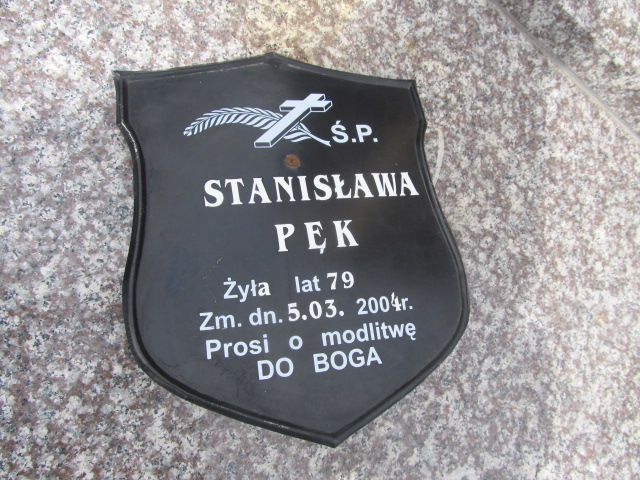 Ś.P.
STANISŁAWA
PĘK
Żyła lat 79
Zm. dn. 5.03. 2004r.
Prosi o modlitwę
DO BOGA